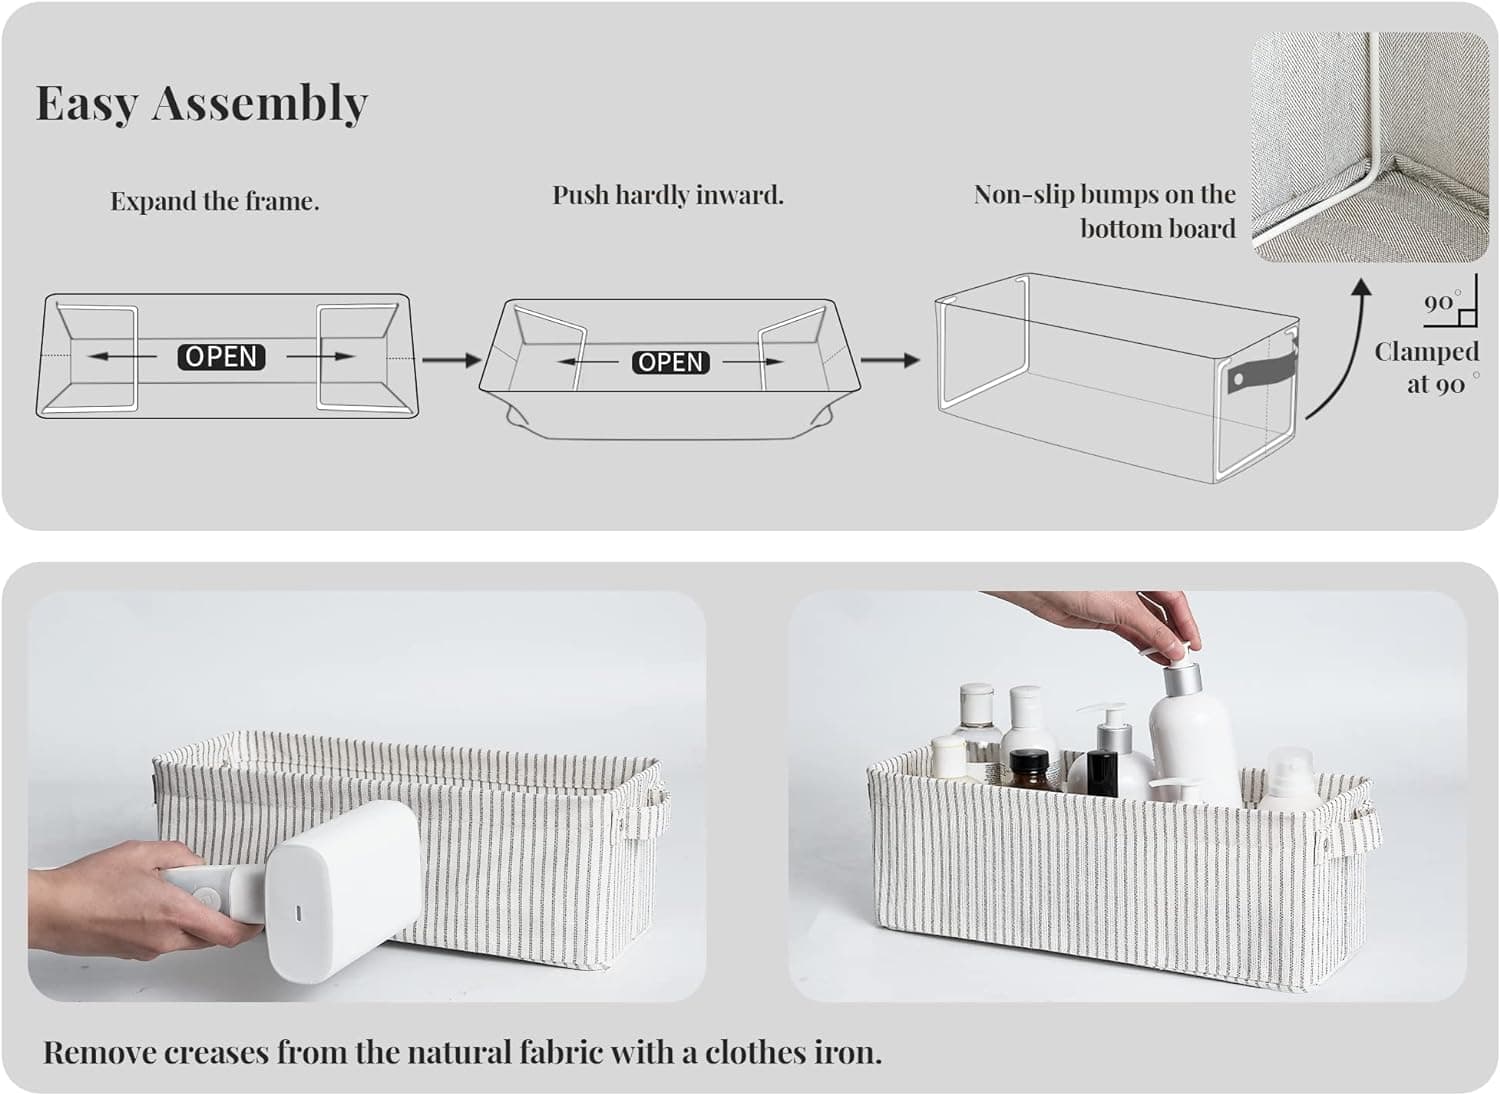 Easy Assembly
Expand the frame.
OPEN
Push hardly inward.
OPEN
Non-slip bumps on the
bottom board
90°
Clamped
at 90 °
Remove creases from the natural fabric with a clothes iron.